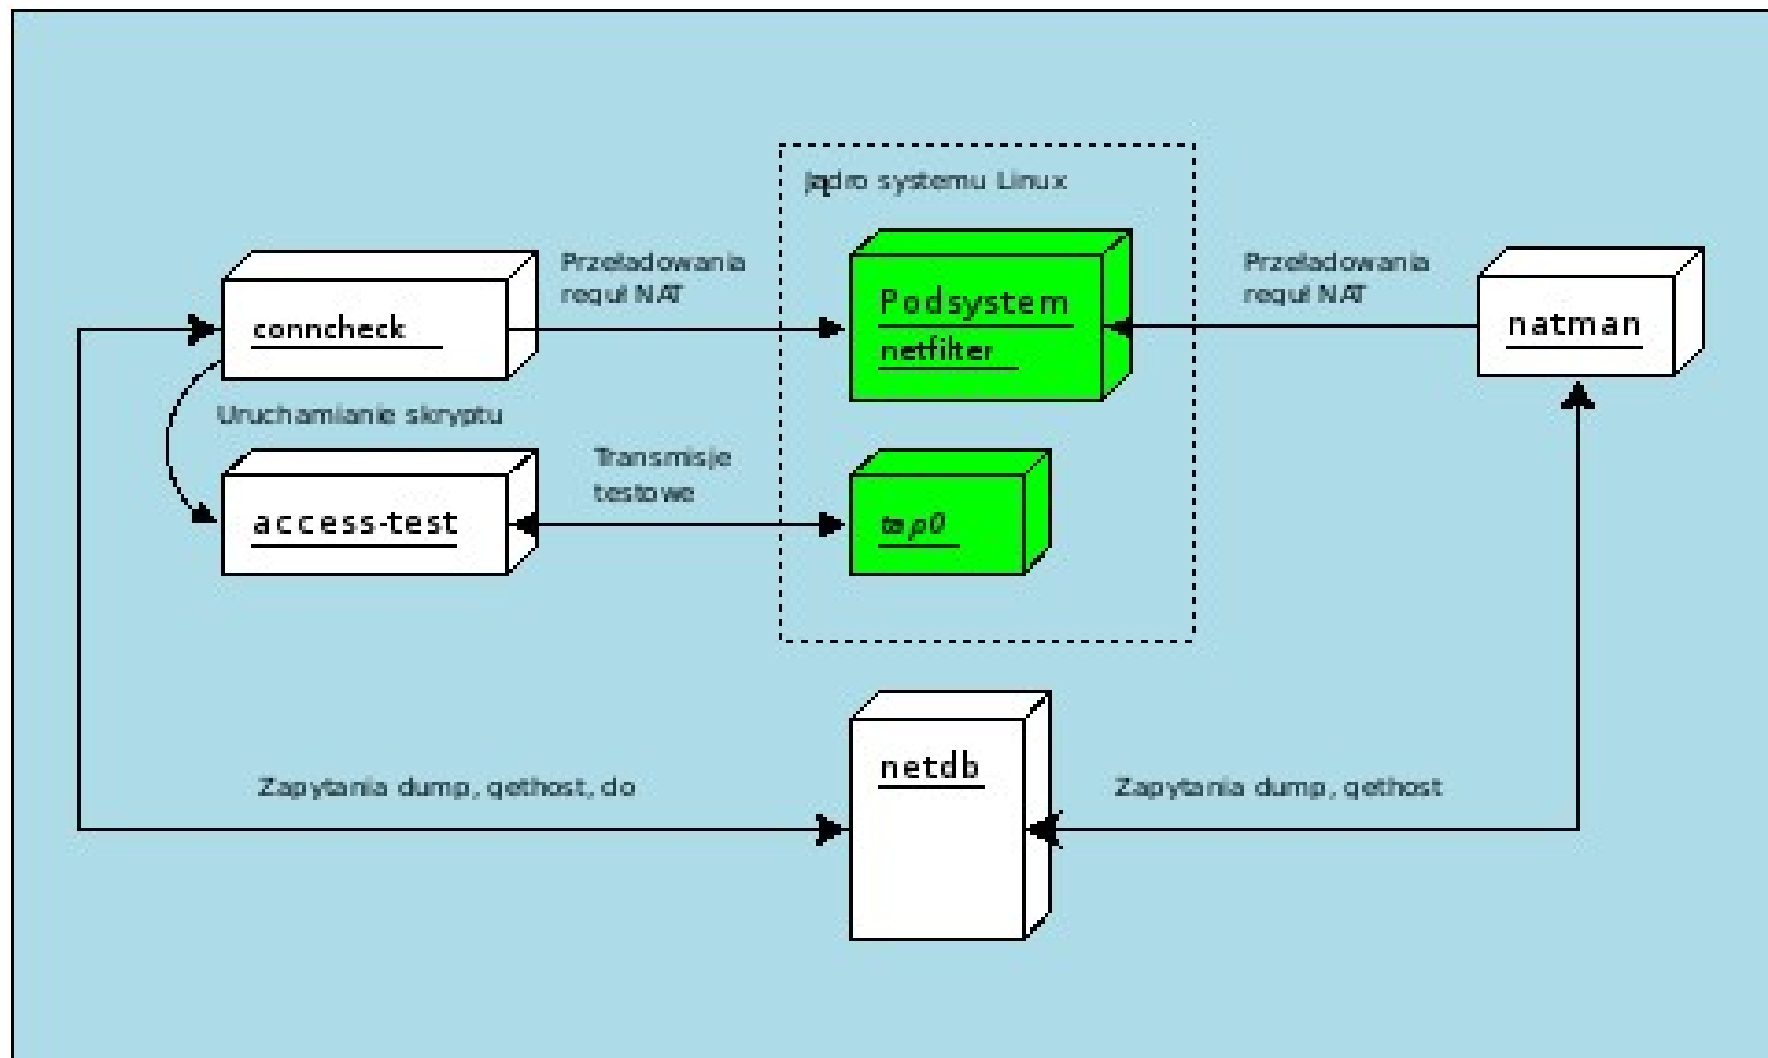 Jądro systemu Linux
Przeładowania
reguł NAT
Przeładowania
reguł NAT
conncheck
Podsystem
netfilter
natman
Uruchamianie skryptu
Transmisje
testowe
access-test
tap0
netdb
Zapytania dump, gethost, do
Zapytania dump, gethost